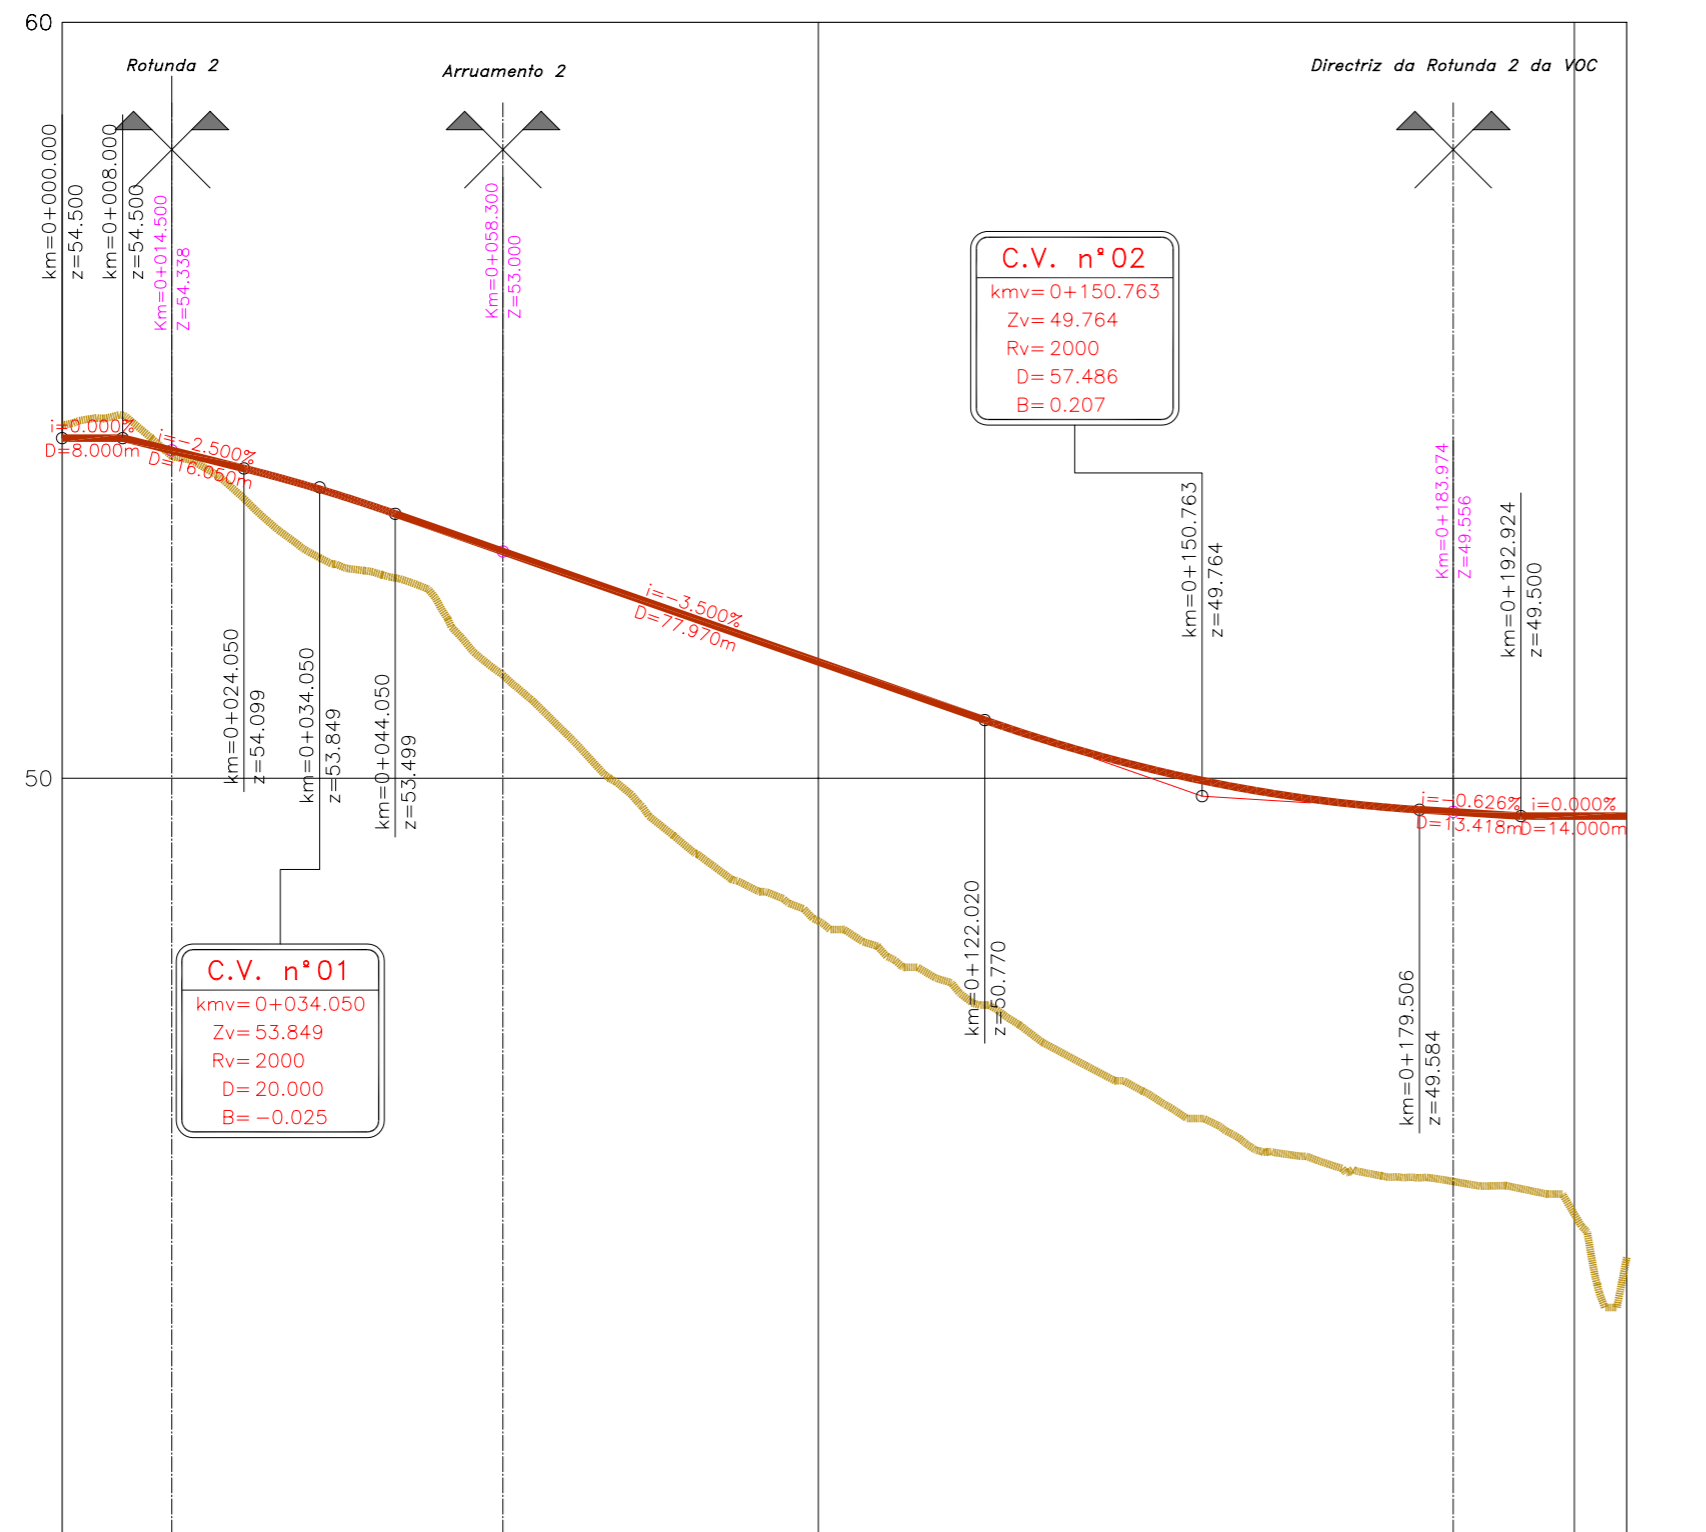 60
Rotunda 2
Arruamento 2
Directriz da Rotunda 2 da VOC
km=0+000.000
z=54.500
km=0+008.000
z=54.500
Km=0+014.500
Z=54.338
Km=0+058.300
Z=53.000
C.V. nº02
kmv=0+150.763
Zv=49.764
Rv=2000
D=57.486
B=0.207
i=0.000%
D=8.000m
i=-2.500%
D=16.050m
km=0+150.763
z=49.764
Km=0+183.974
Z=49.556
km=0+192.924
z=49.500
i=-3.500%
D=77.970m
km=0+024.050
z=54.099
km=0+034.050
z=53.849
km=0+044.050
z=53.499
50
i=-0.626%
D=13.418m
i=0.000%
D=14.000m
km=0+122.020
z=50.770
km=0+179.506
z=49.584
C.V. nº01
kmv=0+034.050
Zv=53.849
Rv=2000
D=20.000
B=-0.025